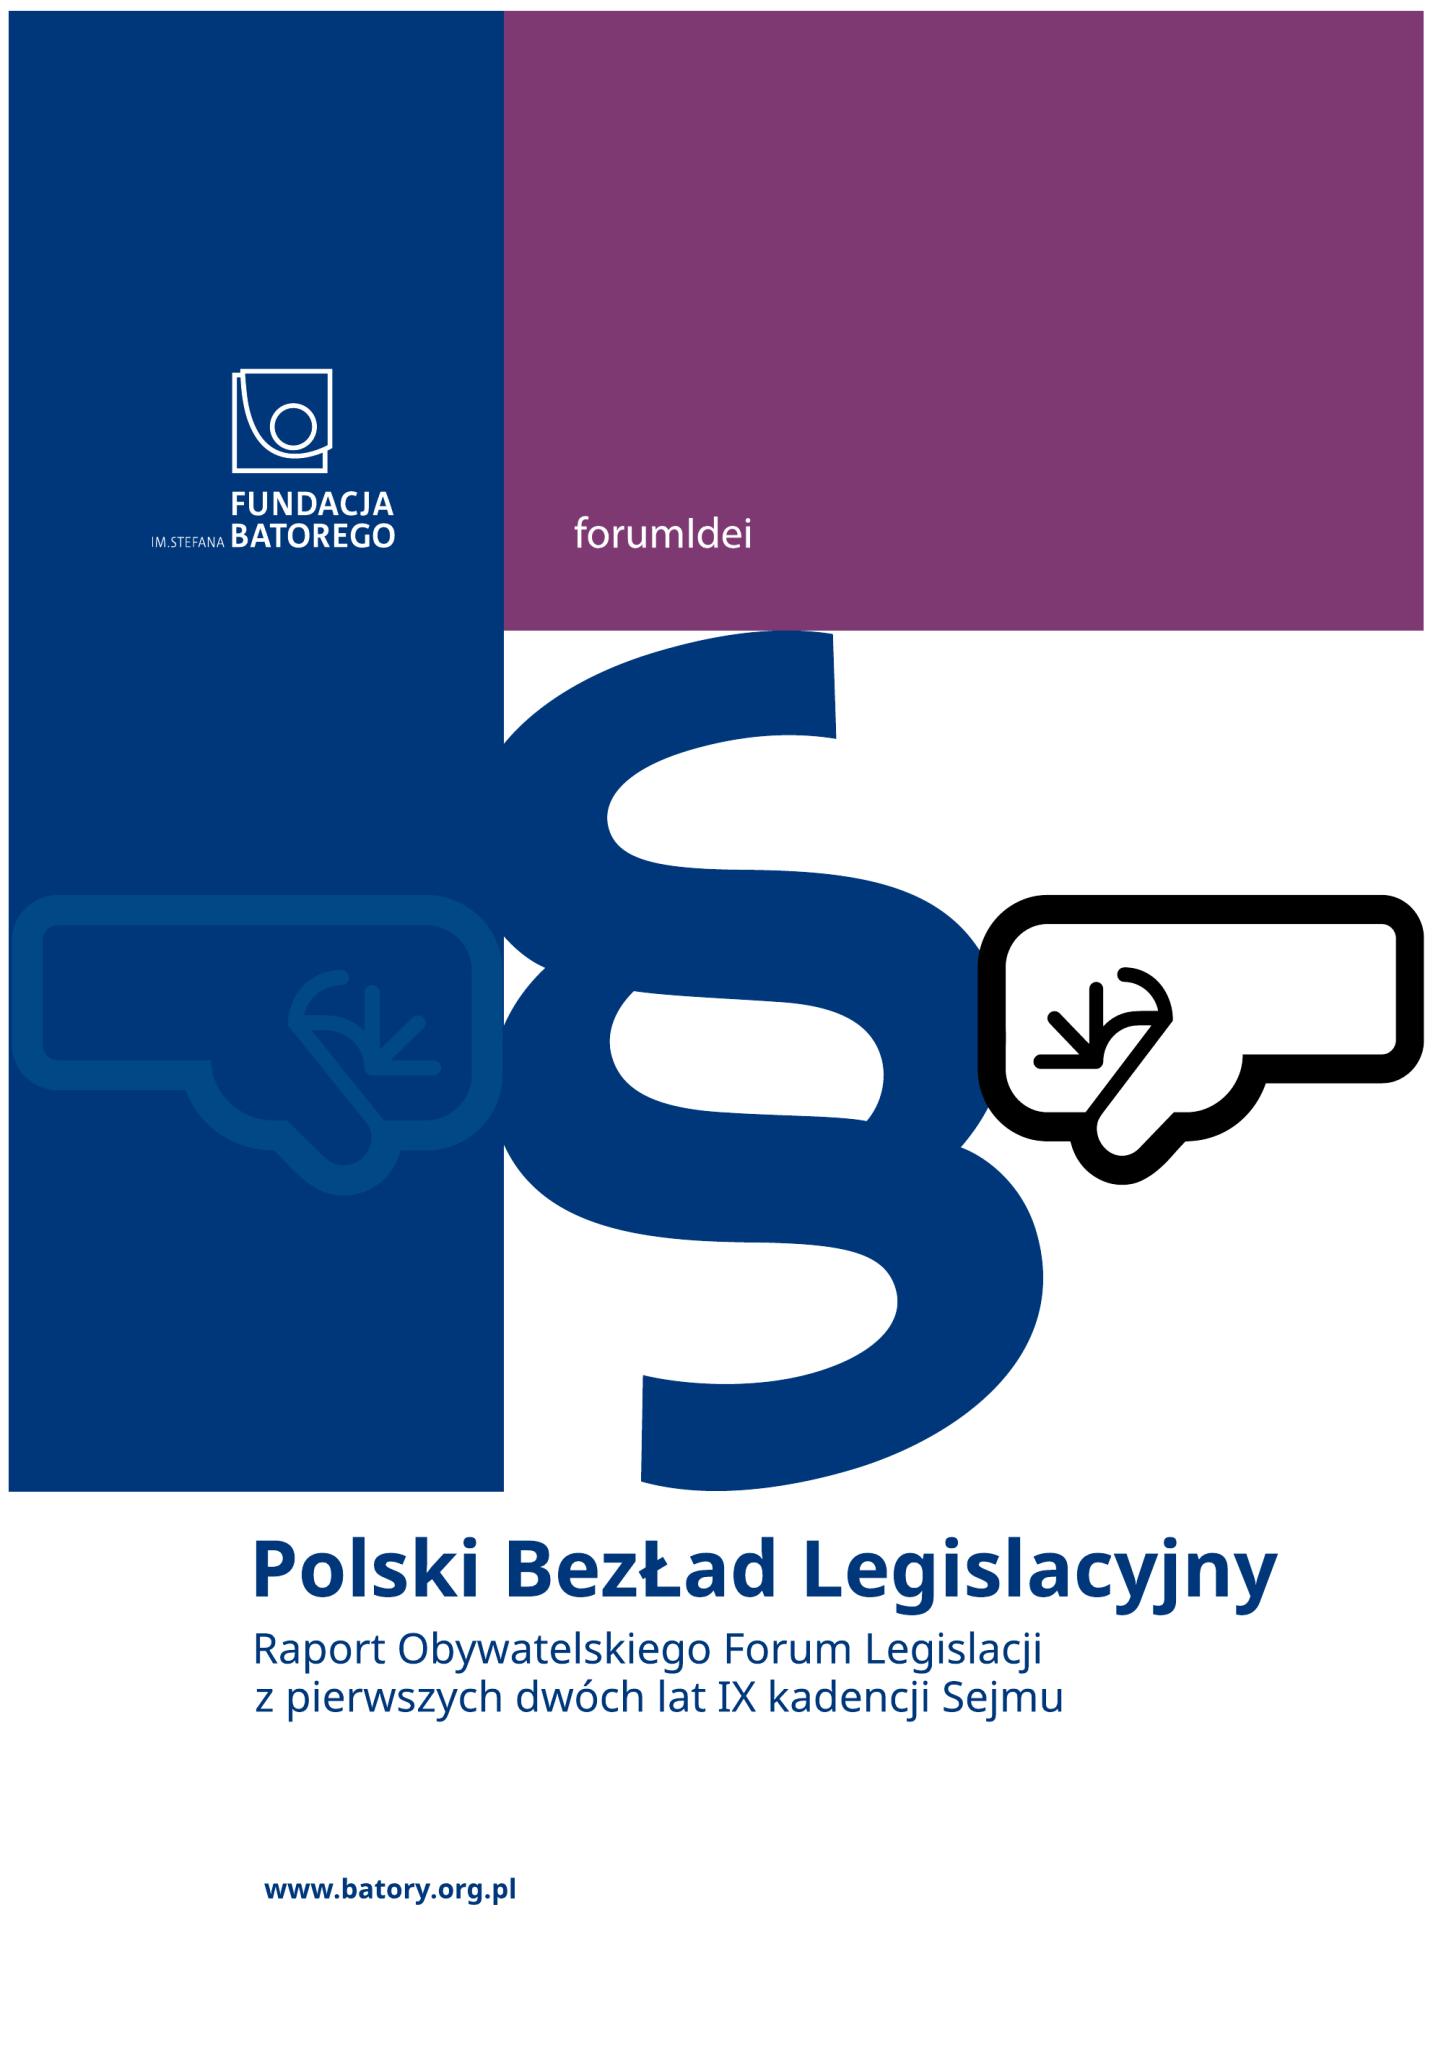 FUNDACJA
IM.STEFANA BATOREGO
forumIdei
§
Polski BezŁad Legislacyjny
Raport Obywatelskiego Forum Legislacji
z pierwszych dwóch lat IX kadencji Sejmu
www.batory.org.pl